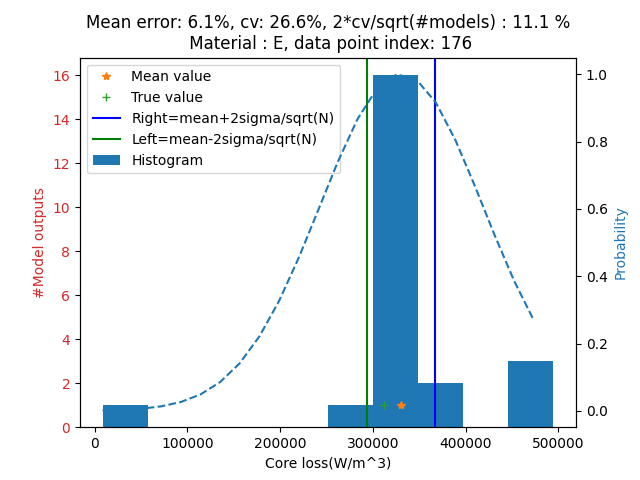 Mean error: 6.1%, cv: 26.6%, 2*cv/sqrt(#models) : 11.1 %
Material : E, data point index: 176
Mean value
True value
Right=mean+2sigma/sqrt(N)
Left=mean-2sigma/sqrt(N)
Histogram
#Model outputs
16
14
12
10
8
6
4
2
0
1.0
0.8
0.6
0.4
0.2
0.0
Probability
0 100000 200000 300000 400000 500000
Core loss(W/m^3)